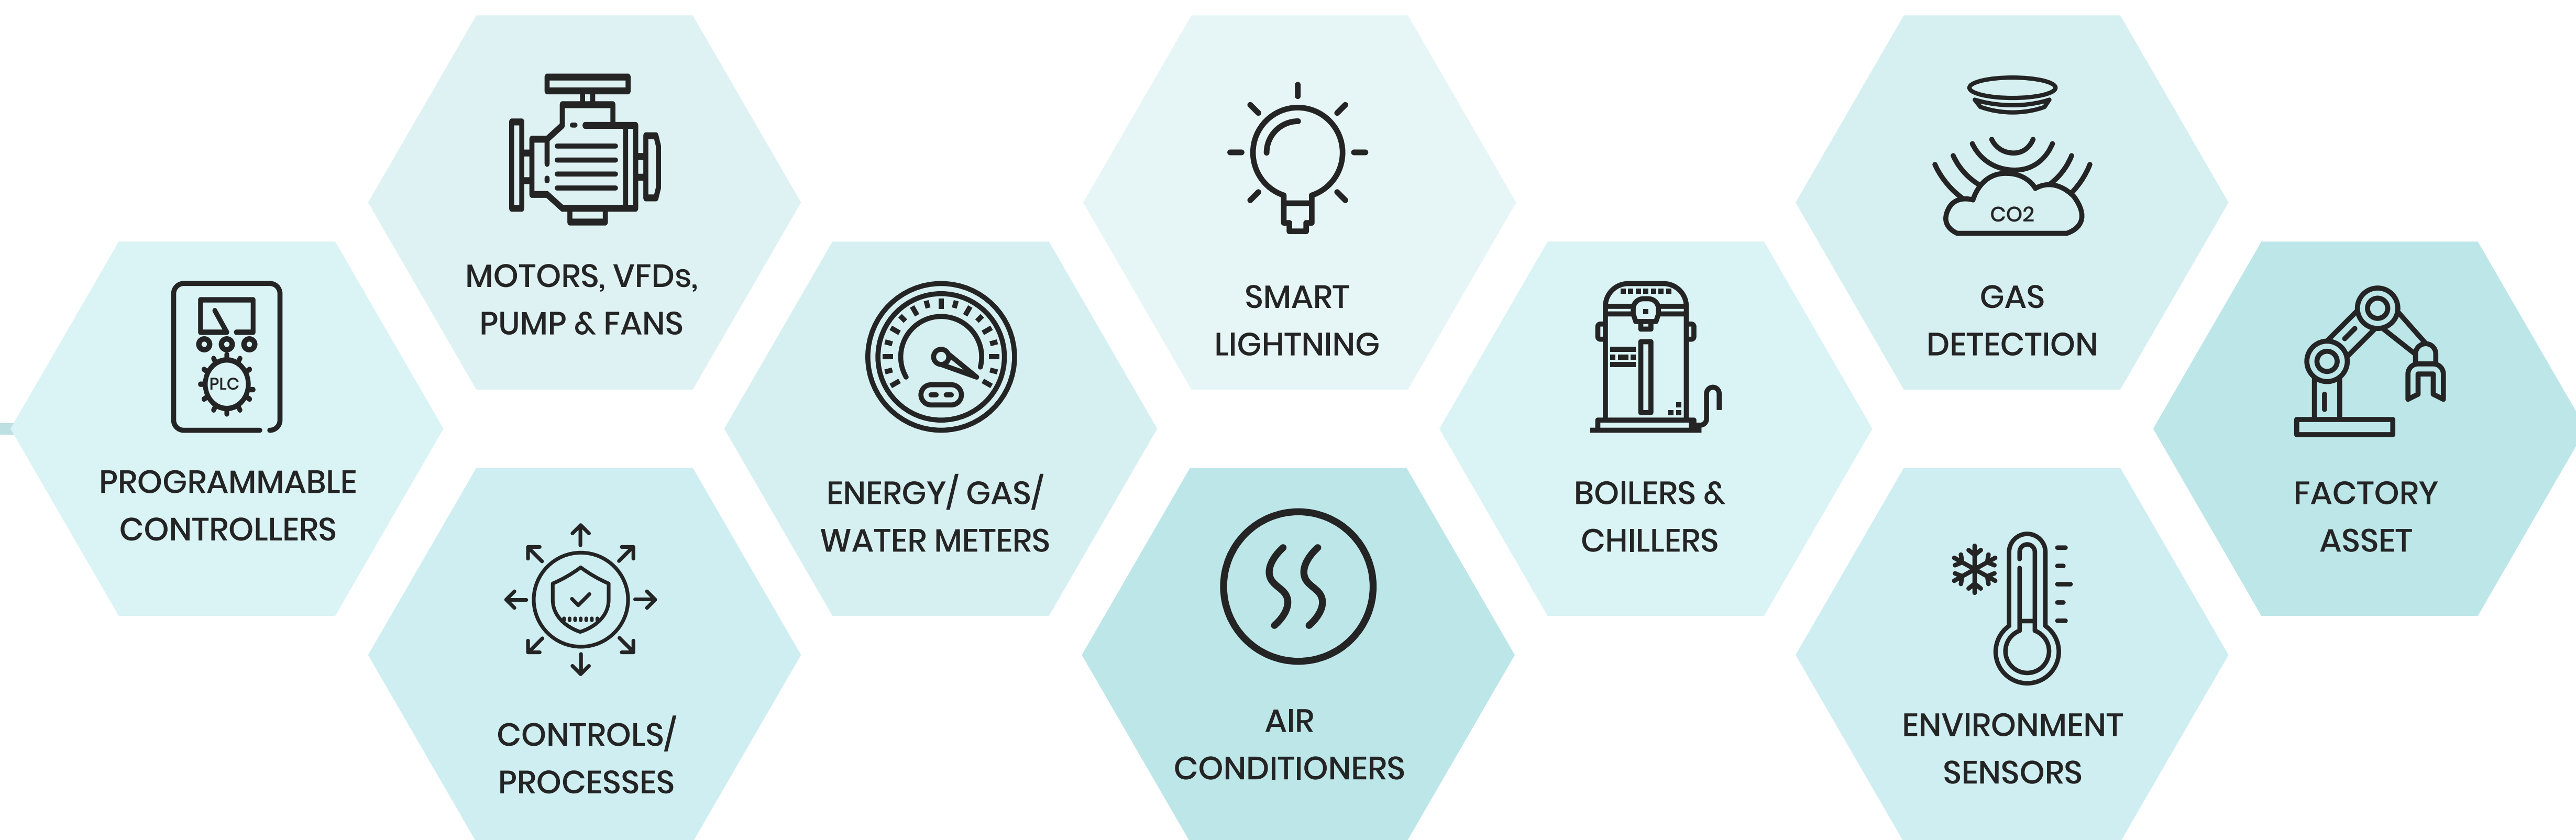 MOTORS, VFDs,
PUMP & FANS
SMART
LIGHTNING
CO2
GAS
DETECTION
PLC
PROGRAMMABLE
CONTROLLERS
ENERGY/ GAS/
WATER METERS
BOILERS &
CHILLERS
FACTORY
ASSET
CONTROLS/
PROCESSES
AIR
CONDITIONERS
ENVIRONMENT
SENSORS